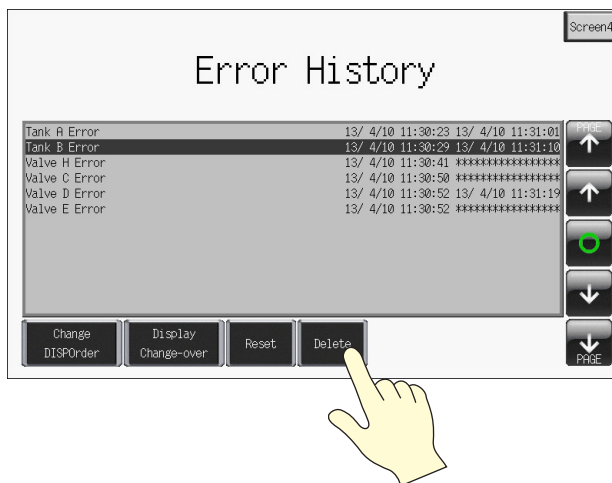 Screen4
Error History
Tank A Error 13/ 4/10 11:30:23 13/ 4/10 11:31:01
Tank B Error 13/ 4/10 11:30:29 13/ 4/10 11:31:10
Valve H Error 13/ 4/10 11:30:41 *****************
Valve C Error 13/ 4/10 11:30:50 *****************
Valve D Error 13/ 4/10 11:30:52 13/ 4/10 11:31:19
Valve E Error 13/ 4/10 11:30:52 *****************
PAGE
Change
DISPOrder
Display
Change-over
Reset
Delete
PAGE